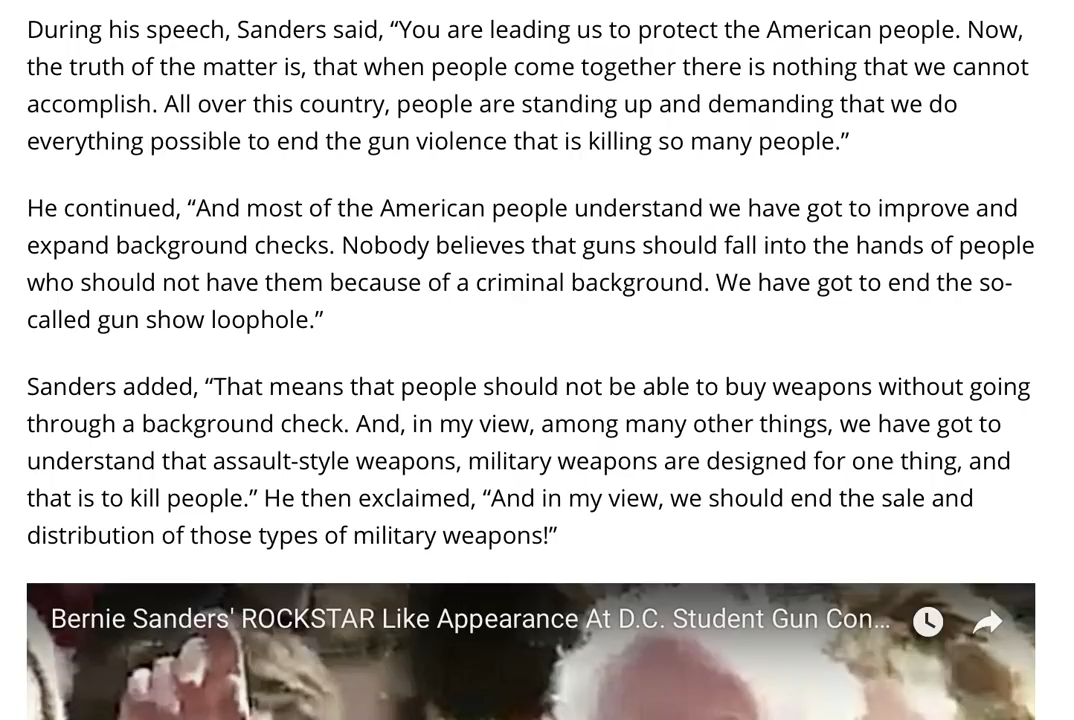 During his speech, Sanders said, “You are leading us to protect the American people. Now,
the truth of the matter is, that when people come together there is nothing that we cannot
accomplish. All over this country, people are standing up and demanding that we do
everything possible to end the gun violence that is killing so many people.”
He continued, “And most of the American people understand we have got to improve and
expand background checks. Nobody believes that guns should fall into the hands of people
who should not have them because of a criminal background. We have got to end the so-
called gun show loophole.”
Sanders added, “That means that people should not be able to buy weapons without going
through a background check. And, in my view, among many other things, we have got to
understand that assault-style weapons, military weapons are designed for one thing, and
that is to kill people.” He then exclaimed, “And in my view, we should end the sale and
distribution of those types of military weapons!”
Bernie Sanders' ROCKSTAR Like Appearance At D.C. Student Gun Con...